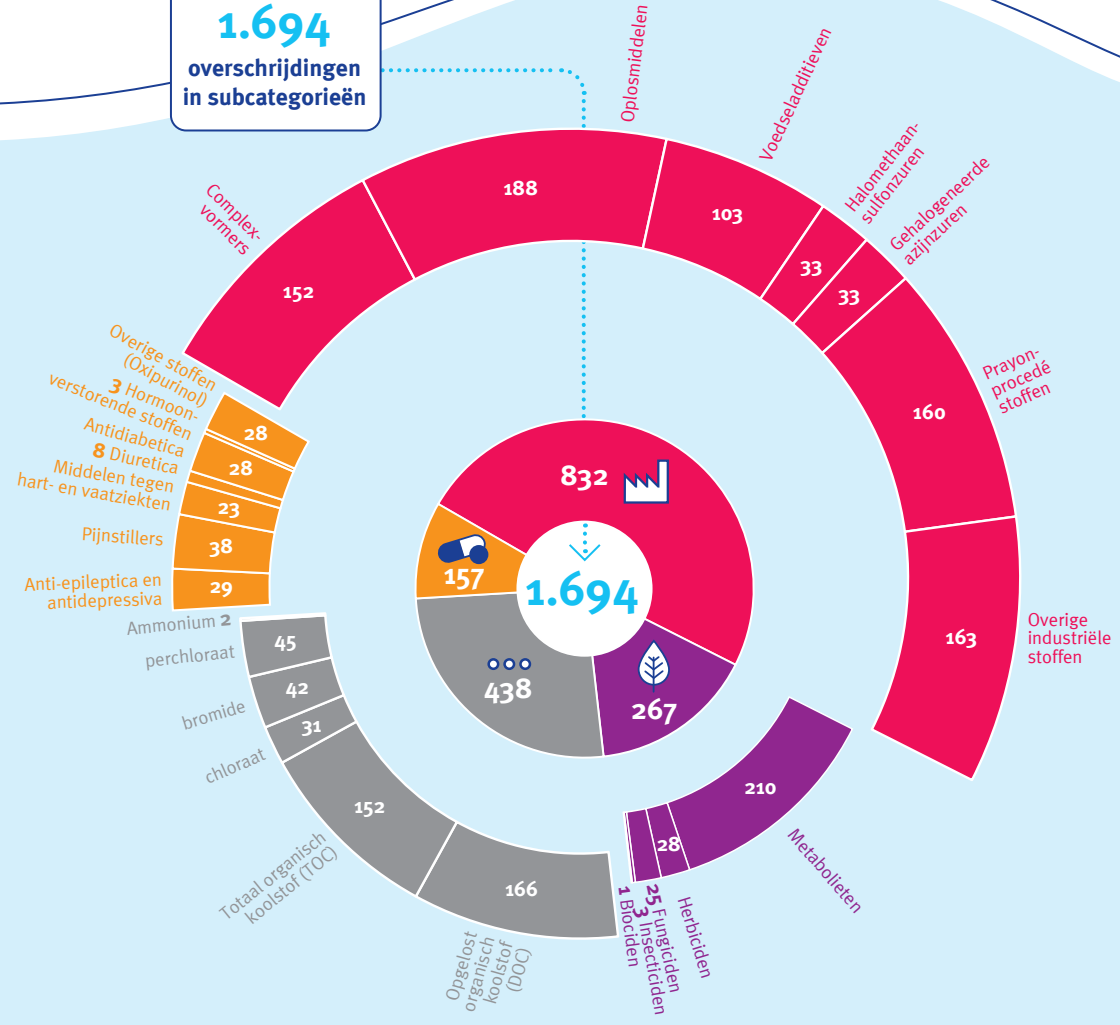 1.694
overschrijdingen
in subcategorieën
Oplosmiddelen
188
Voedseladditieven
103
Halomethaan-
sulfonzuren
33
Gehalogeneerde
azijnzuren
33
Prayon-
procedé
stoffen
160
Overige
industriële
stoffen
163
Complex-
vormers
152
Overige stoffen
(Oxipurinol)
28
3 Hormoon-
verstorende stoffen
Antidiabetica
28
8 Diuretica
Middelen tegen
hart- en vaatziekten
23
Pijnstillers
38
Anti-epileptica en
antidepressiva
29
Ammonium 2
perchloraat
45
bromide
42
chloraat
31
Totaal organisch
koolstof (TOC)
152
Opgelost
organisch
koolstof
(DOC)
166
1 Biociden
3 Insecticiden
25 Fungiciden
Herbiciden
28
Metabolieten
210
832
157
1.694
438
267